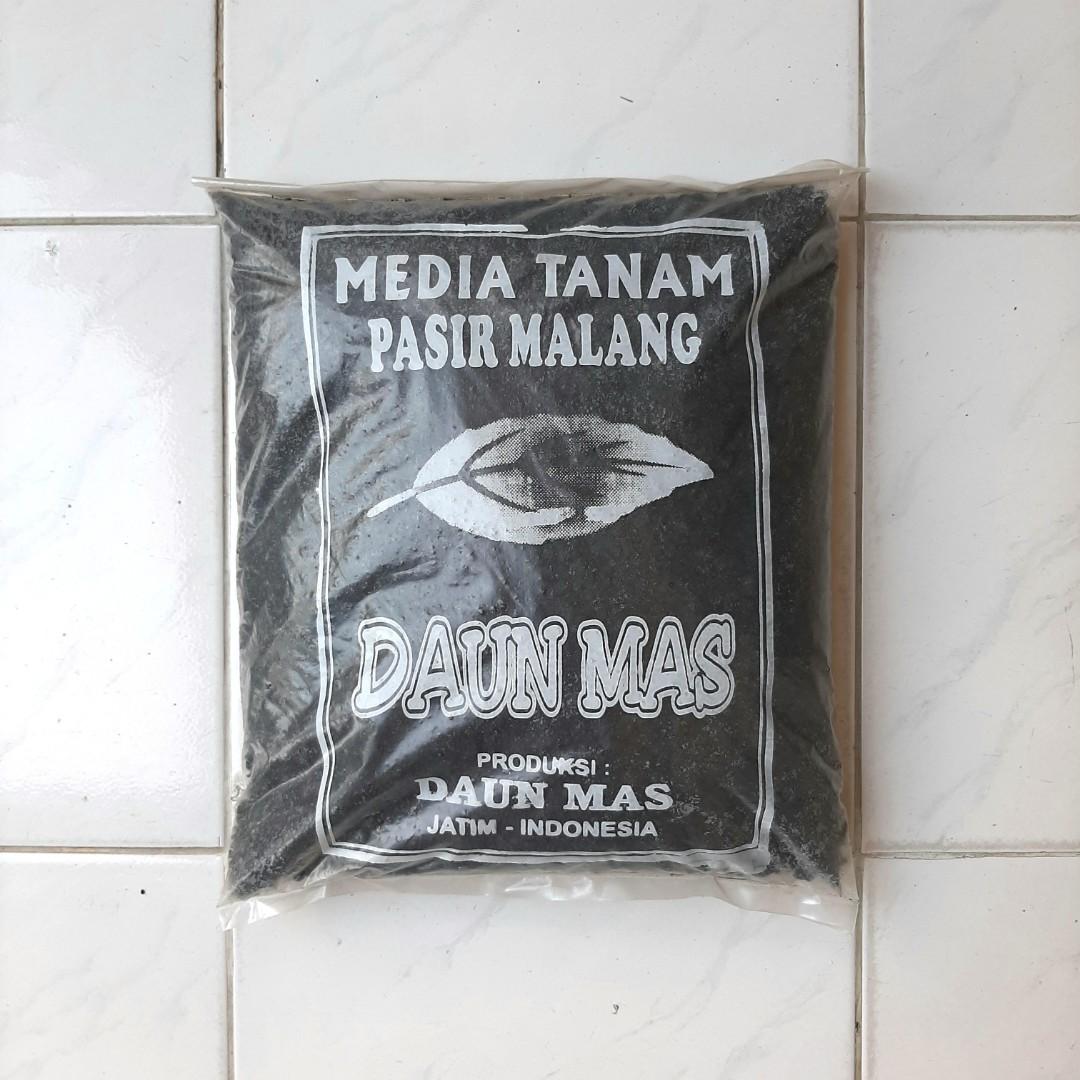 MEDIA TANAM
PASIR MALANG
DAUN MAS
PRODUKSI :
DAUN MAS
JATIM - INDONESIA